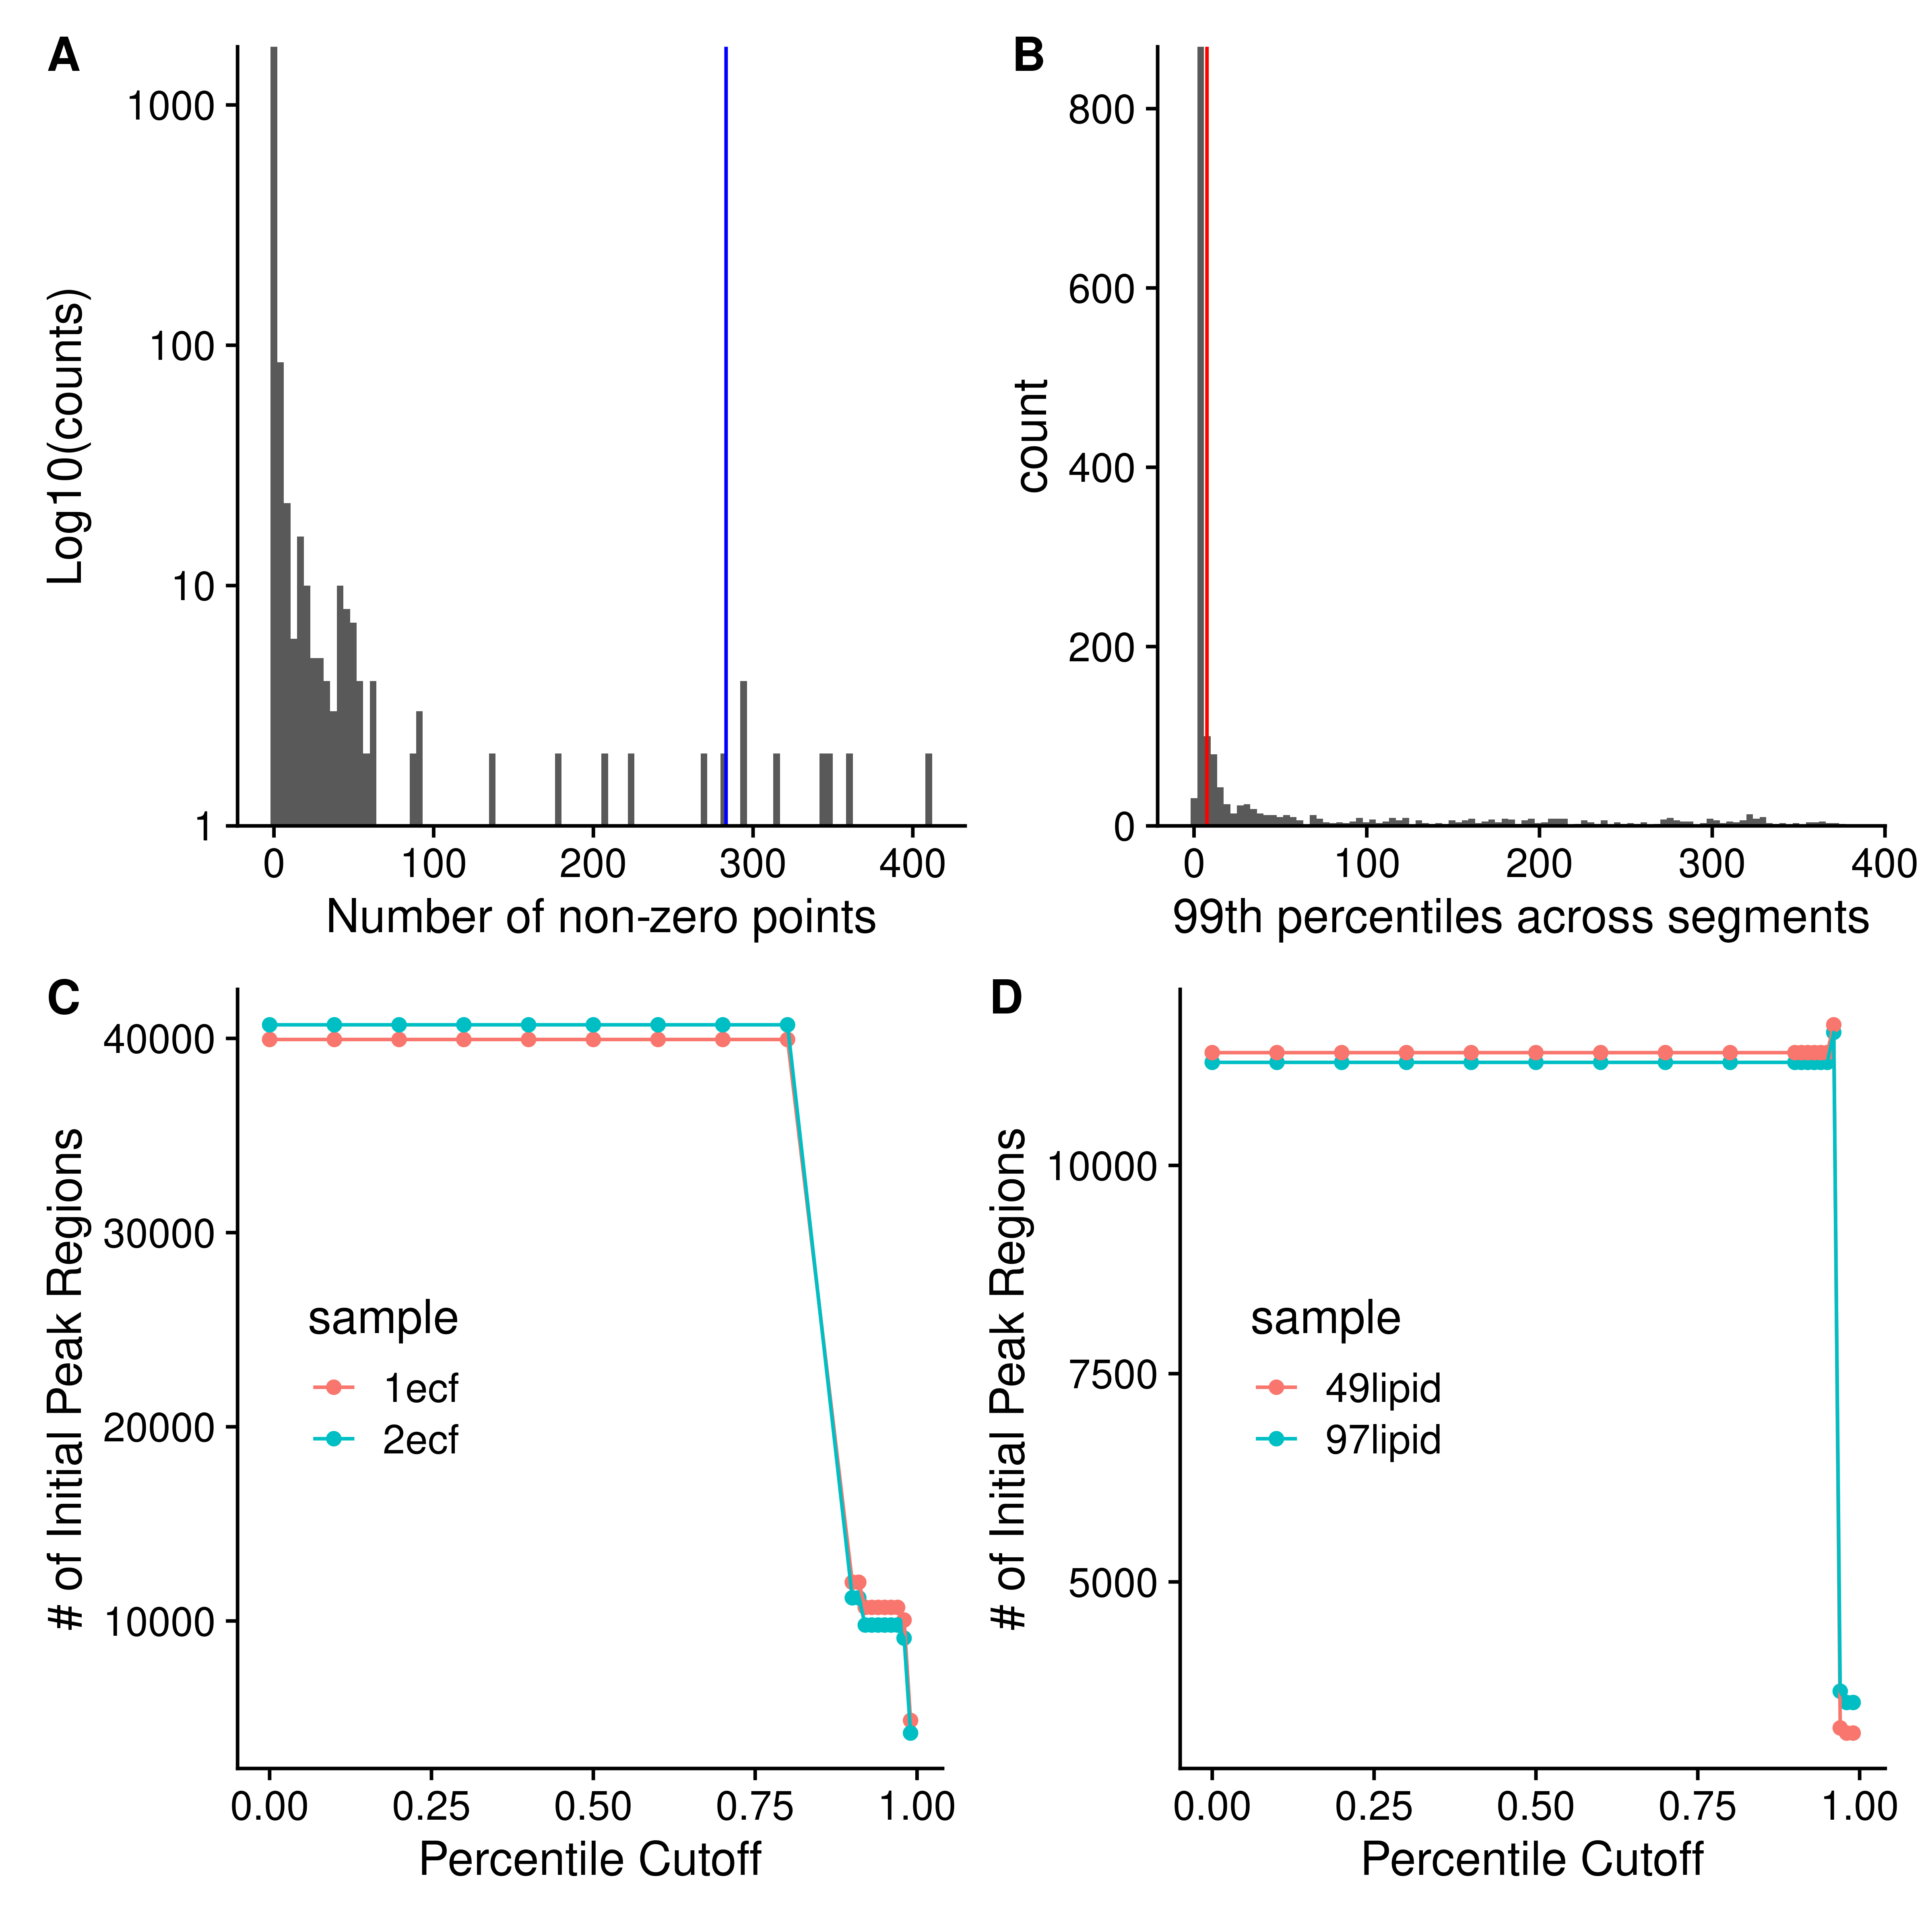 A
Log10(counts)
1000
100
10
1
0 100 200 300 400
Number of non-zero points
B
count
800
600
400
200
0
0 100 200 300 400
99th percentiles across segments
C
# of Initial Peak Regions
40000
30000
20000
10000
sample
1ecf
2ecf
0.00 0.25 0.50 0.75 1.00
Percentile Cutoff
D
# of Initial Peak Regions
10000
7500
5000
sample
49lipid
97lipid
0.00 0.25 0.50 0.75 1.00
Percentile Cutoff